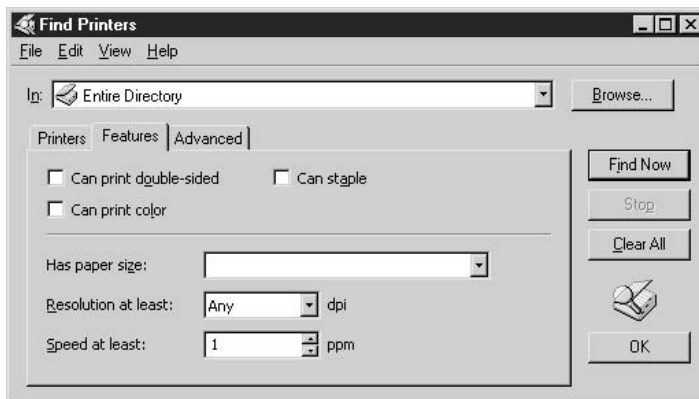 Find Printers
File Edit View Help
In: Entire Directory Browse...
Printers Features Advanced
Can print double-sided Can staple
Can print color
Has paper size:
Resolution at least: Any dpi
Speed at least: 1 ppm
Find Now
Stop
Clear All
OK